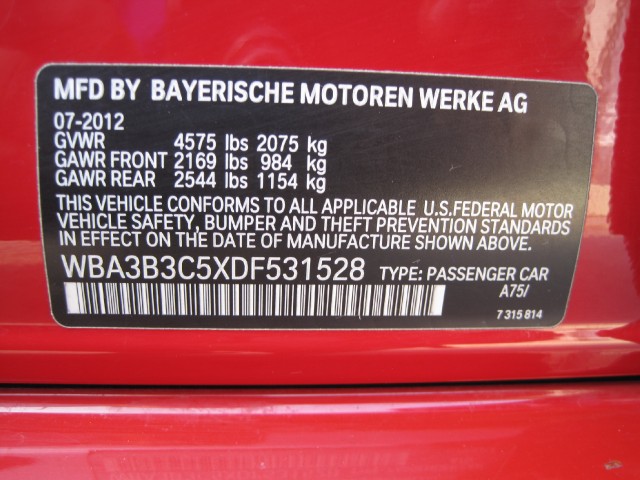 MFD BY BAYERISCHE MOTOREN WERKE AG
07-2012
GVWR 4575 lbs 2075 kg
GAWR FRONT 2169 lbs 984 kg
GAWR REAR 2544 lbs 1154 kg
THIS VEHICLE CONFORMS TO ALL APPLICABLE U.S.FEDERAL MOTOR
VEHICLE SAFETY, BUMPER AND THEFT PREVENTION STANDARDS
IN EFFECT ON THE DATE OF MANUFACTURE SHOWN ABOVE.
WBA3B3C5XDF531528 TYPE: PASSENGER CAR
A75/
7 315 814